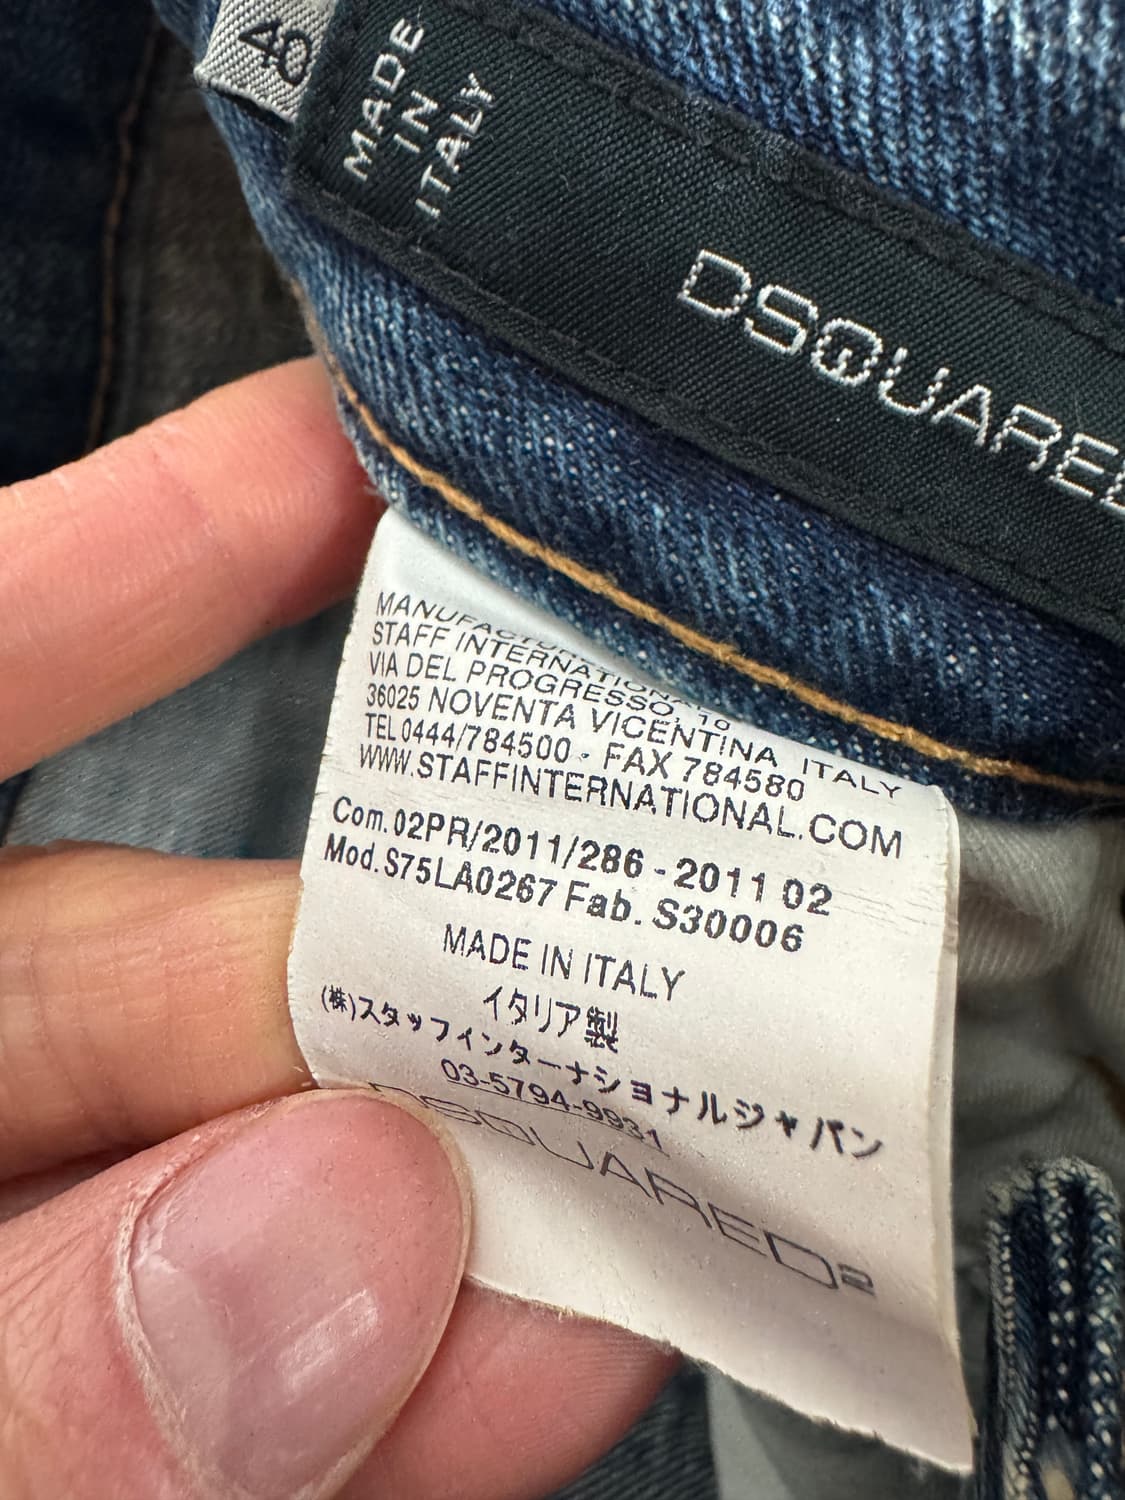 40
MADE
IN
ITALY
DSQUARED
MANUFACTUR
STAFF INTERNATIONAL
VIA DEL PROGRESSO, 10
36025 NOVENTA VICENTINA ITALY
TEL 0444/784500 - FAX 784580
WWW.STAFFINTERNATIONAL.COM
Com.02PR/2011/286 - 2011 02
Mod.S75LA0267 Fab. S30006
MADE IN ITALY
イタリア製
(株)スタッフインターナショナルジャパン
03-5794-9931
DSQUARED2